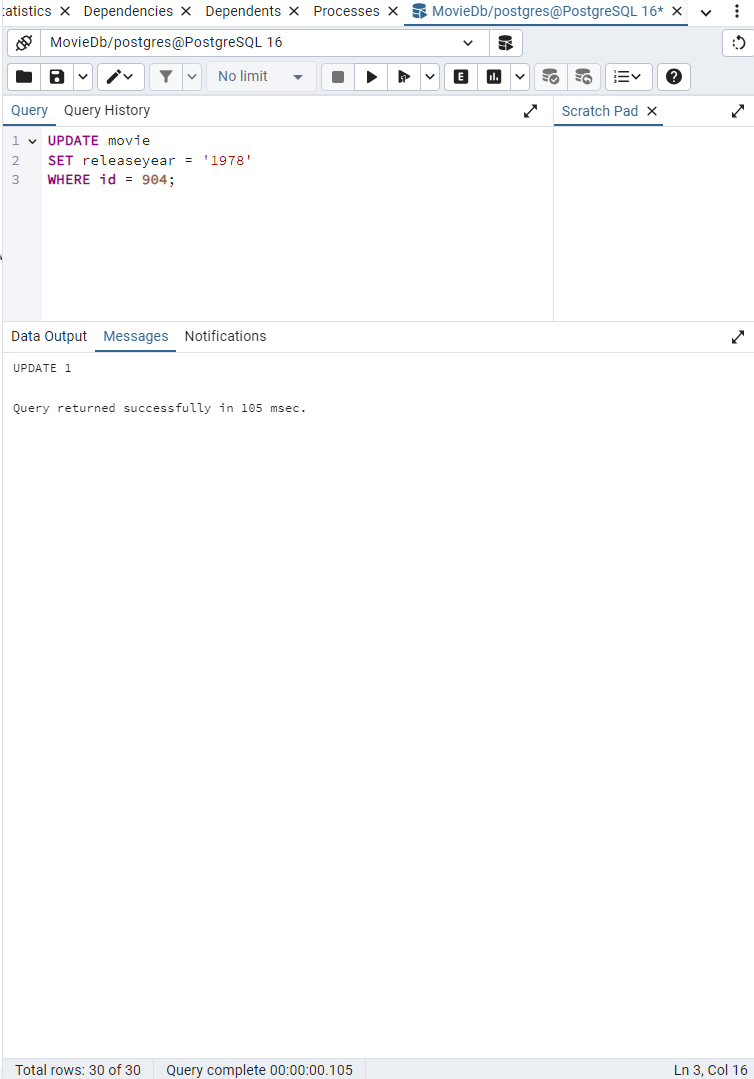 tatistics Dependencies Dependents Processes MovieDb/postgres@PostgreSQL 16*
MovieDb/postgres@PostgreSQL 16
No limit E
Query Query History Scratch Pad
1 UPDATE movie
2 SET releaseyear = '1978'
3 WHERE id = 904;
Data Output Messages Notifications
UPDATE 1
Query returned successfully in 105 msec.
Total rows: 30 of 30 Query complete 00:00:00.105 Ln 3, Col 16